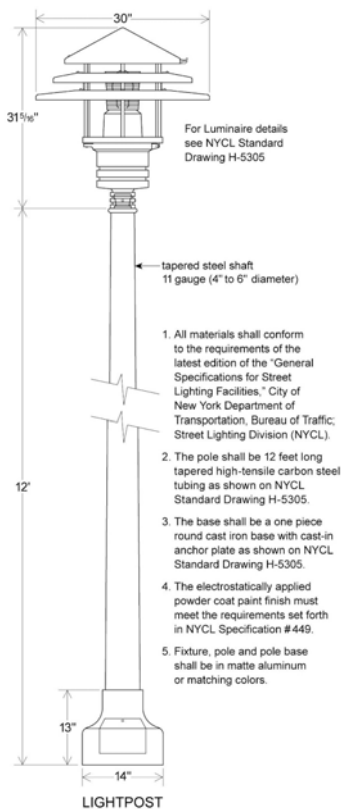 30"
31 5/16"
For Luminaire details
see NYCL Standard
Drawing H-5305
tapered steel shaft
11 gauge (4" to 6" diameter)
1. All materials shall conform
to the requirements of the
latest edition of the "General
Specifications for Street
Lighting Facilities," City of
New York Department of
Transportation, Bureau of Traffic;
Street Lighting Division (NYCL).
2. The pole shall be 12 feet long
tapered high-tensile carbon steel
tubing as shown on NYCL
Standard Drawing H-5305.
12'
3. The base shall be a one piece
round cast iron base with cast-in
anchor plate as shown on NYCL
Standard Drawing H-5305.
4. The electrostatically applied
powder coat paint finish must
meet the requirements set forth
in NYCL Specification #449.
5. Fixture, pole and pole base
shall be in matte aluminum
or matching colors.
13"
14"
LIGHTPOST